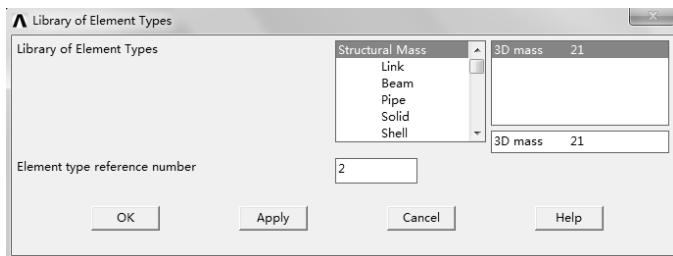 Library of Element Types
Library of Element Types
Structural Mass
Link
Beam
Pipe
Solid
Shell
3D mass 21
3D mass 21
Element type reference number
2
OK Apply Cancel Help